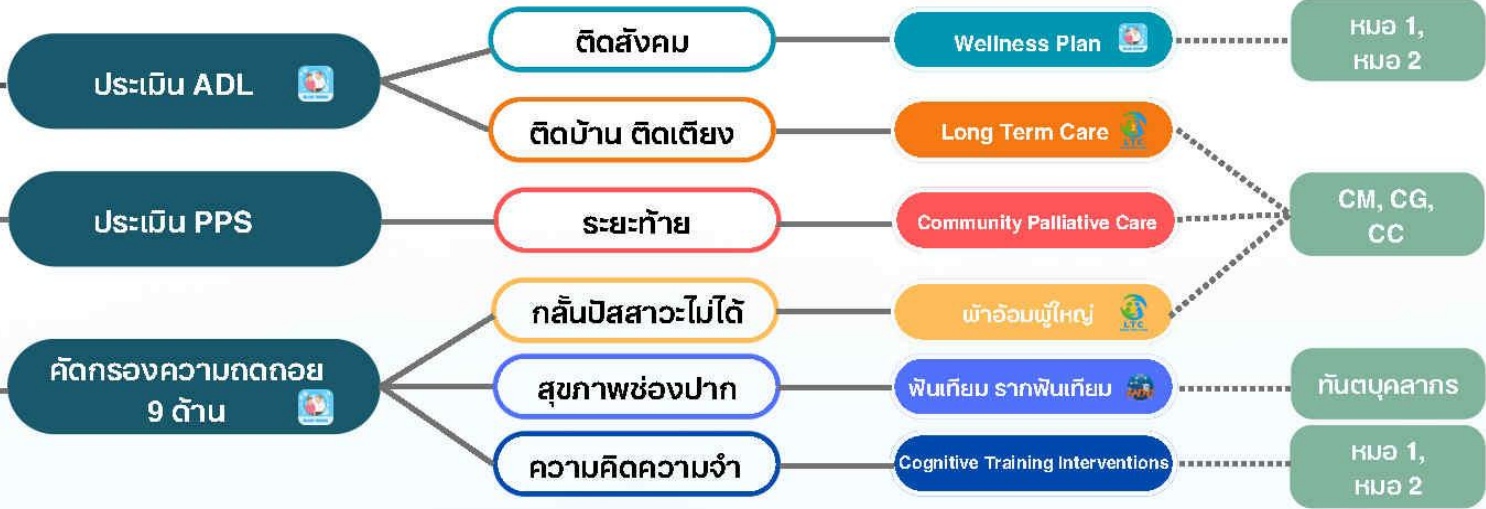 ประเมิน ADL
ติดสังคม
Wellness Plan
หมอ 1,
หมอ 2
ติดบ้าน ติดเตียง
Long Term Care
LTC
ประเมิน PPS
ระยะท้าย
Community Palliative Care
CM, CG,
CC
คัดกรองความถดถอย
9 ด้าน
กลั้นปัสสาวะไม่ได้
ผ้าอ้อมผู้ใหญ่
LTC
สุขภาพช่องปาก
ฟันเทียม รากฟันเทียม
ทันตบุคลากร
ความคิดความจำ
Cognitive Training Interventions
หมอ 1,
หมอ 2